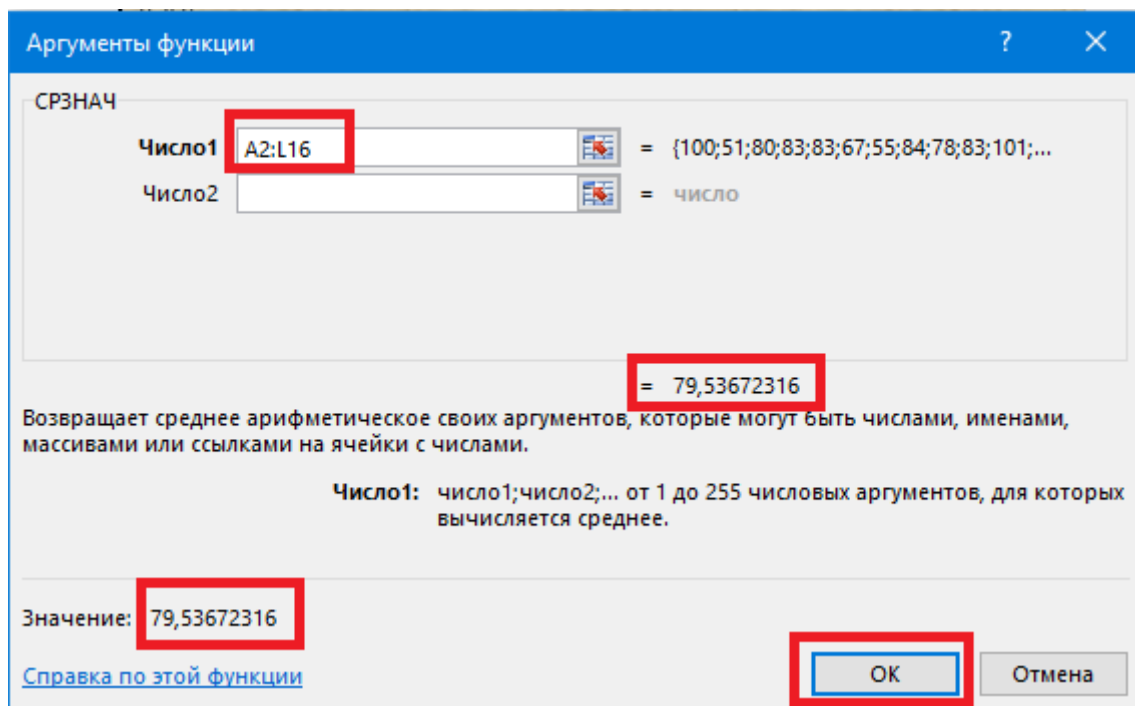 Аргументы функции ? ×
СРЗНАЧ
Число1 A2:L16 = {100;51;80;83;83;67;55;84;78;83;101;...
Число2 = число
= 79,53672316
Возвращает среднее арифметическое своих аргументов, которые могут быть числами, именами,
массивами или ссылками на ячейки с числами.
Число1: число1;число2;... от 1 до 255 числовых аргументов, для которых
вычисляется среднее.
Значение: 79,53672316
Справка по этой функции ОК Отмена